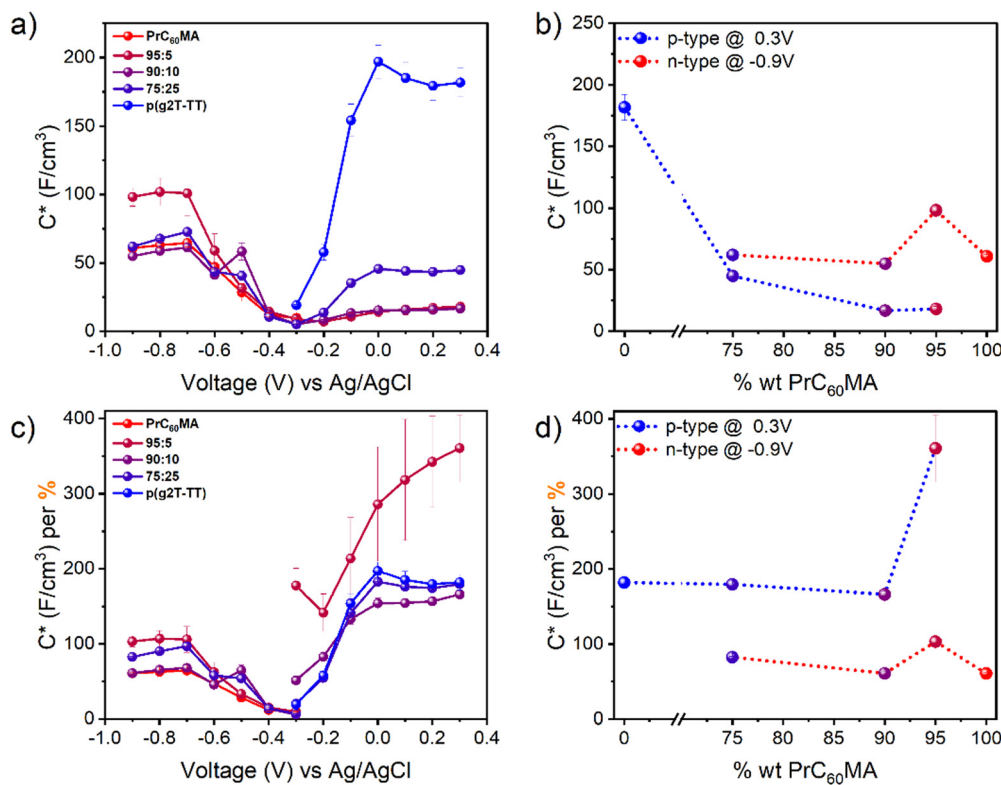 a)
C* (F/cm³)
200
150
100
50
0
PrC₆₀MA
95:5
90:10
75:25
p(g2T-TT)
-1.0 -0.8 -0.6 -0.4 -0.2 0.0 0.2 0.4
Voltage (V) vs Ag/AgCl
b)
C* (F/cm³)
250
200
150
100
50
0
p-type @ 0.3V
n-type @ -0.9V
0 75 80 85 90 95 100
% wt PrC₆₀MA
c)
C* (F/cm³) per %
400
300
200
100
0
PrC₆₀MA
95:5
90:10
75:25
p(g2T-TT)
-1.0 -0.8 -0.6 -0.4 -0.2 0.0 0.2 0.4
Voltage (V) vs Ag/AgCl
d)
C* (F/cm³) per %
400
300
200
100
0
p-type @ 0.3V
n-type @ -0.9V
0 75 80 85 90 95 100
% wt PrC₆₀MA